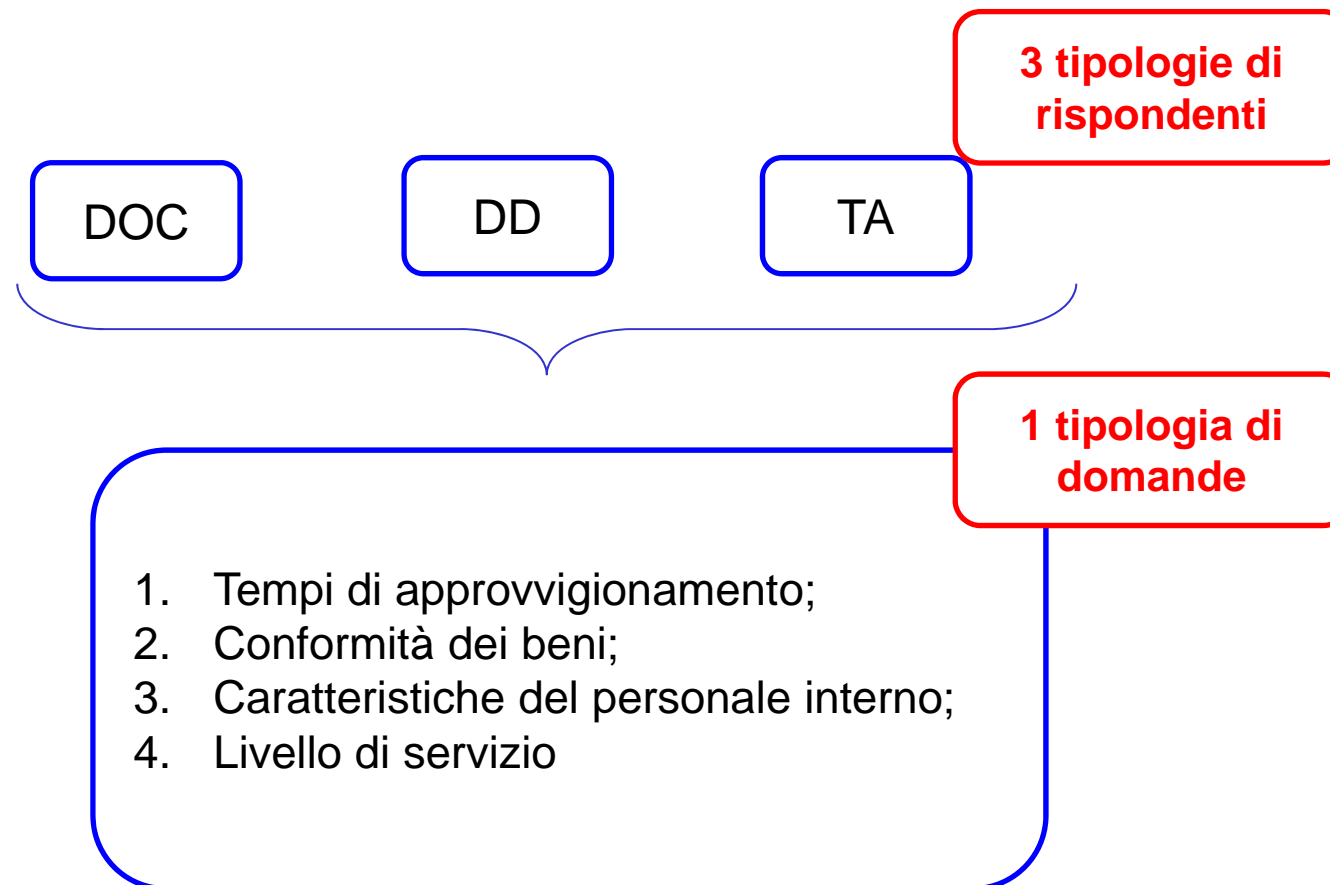 3 tipologie di
rispondenti
DOC
DD
TA
1 tipologia di
domande
1. Tempi di approvvigionamento;
2. Conformità dei beni;
3. Caratteristiche del personale interno;
4. Livello di servizio